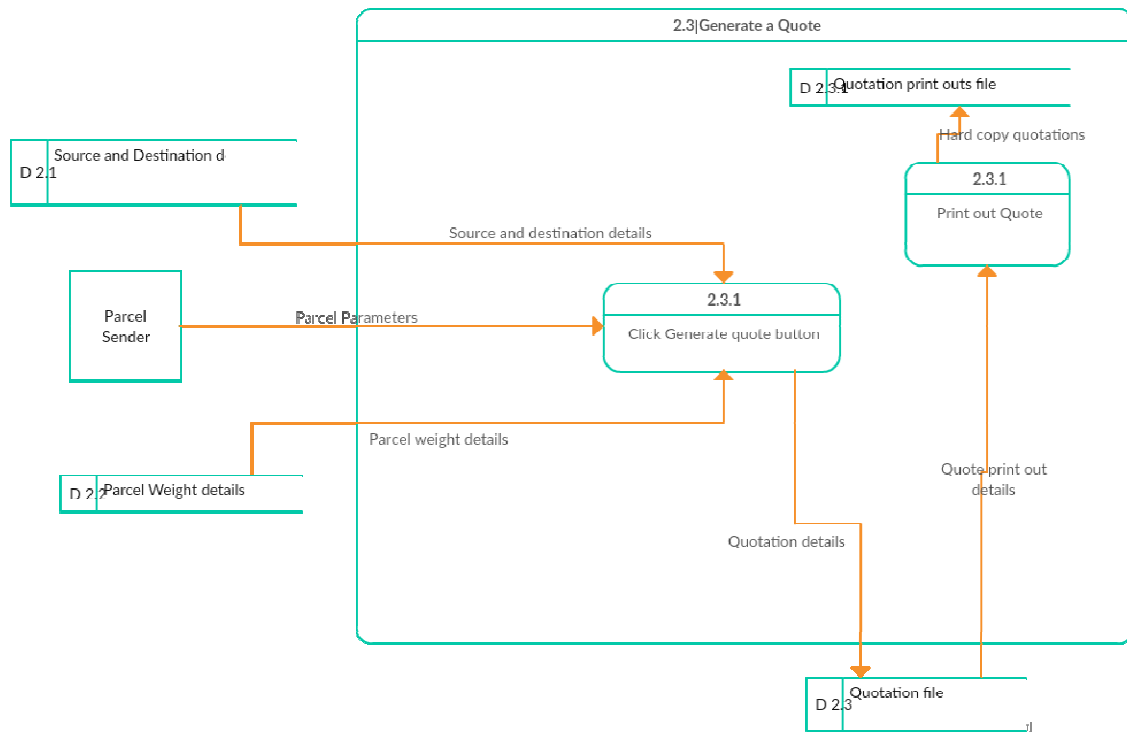 2.3|Generate a Quote
D 2.3.1
Quotation print outs file
Hard copy quotations
D 2.1
Source and Destination d
2.3.1
Print out Quote
Source and destination details
Parcel
Sender
Parcel Parameters
2.3.1
Click Generate quote button
Parcel weight details
D 2.2
Parcel Weight details
Quote print out
details
Quotation details
D 2.3
Quotation file